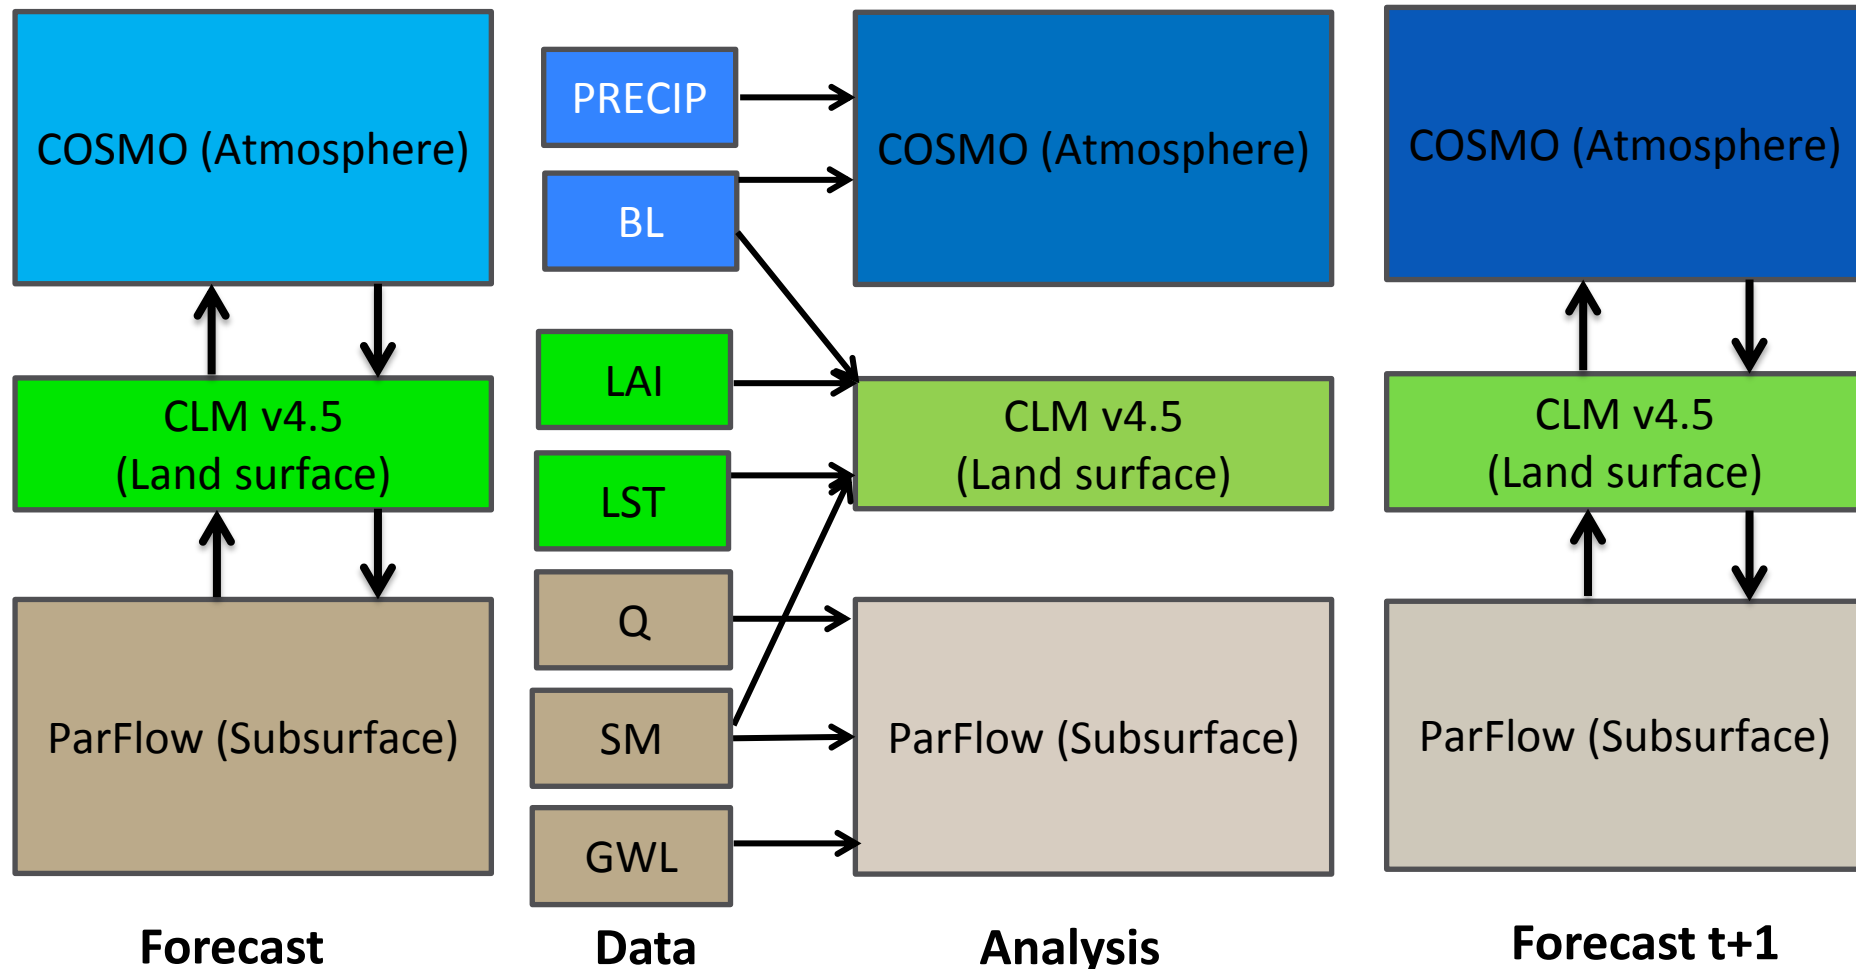 COSMO (Atmosphere)
CLM v4.5
(Land surface)
ParFlow (Subsurface)
Forecast
PRECIP
BL
LAI
LST
Q
SM
GWL
Data
COSMO (Atmosphere)
CLM v4.5
(Land surface)
ParFlow (Subsurface)
Analysis
COSMO (Atmosphere)
CLM v4.5
(Land surface)
ParFlow (Subsurface)
Forecast t+1